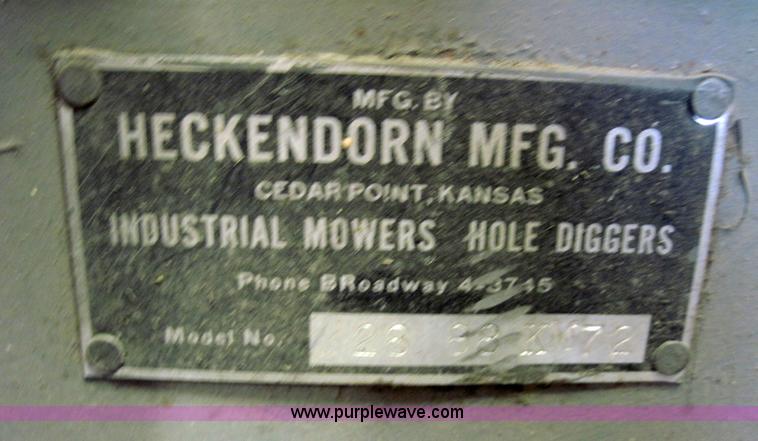 MFG. BY
HECKENDORN MFG. CO.
CEDAR POINT, KANSAS
INDUSTRIAL MOWERS HOLE DIGGERS
Phone BRoadway 4-3745
Model No.
www.purplewave.com